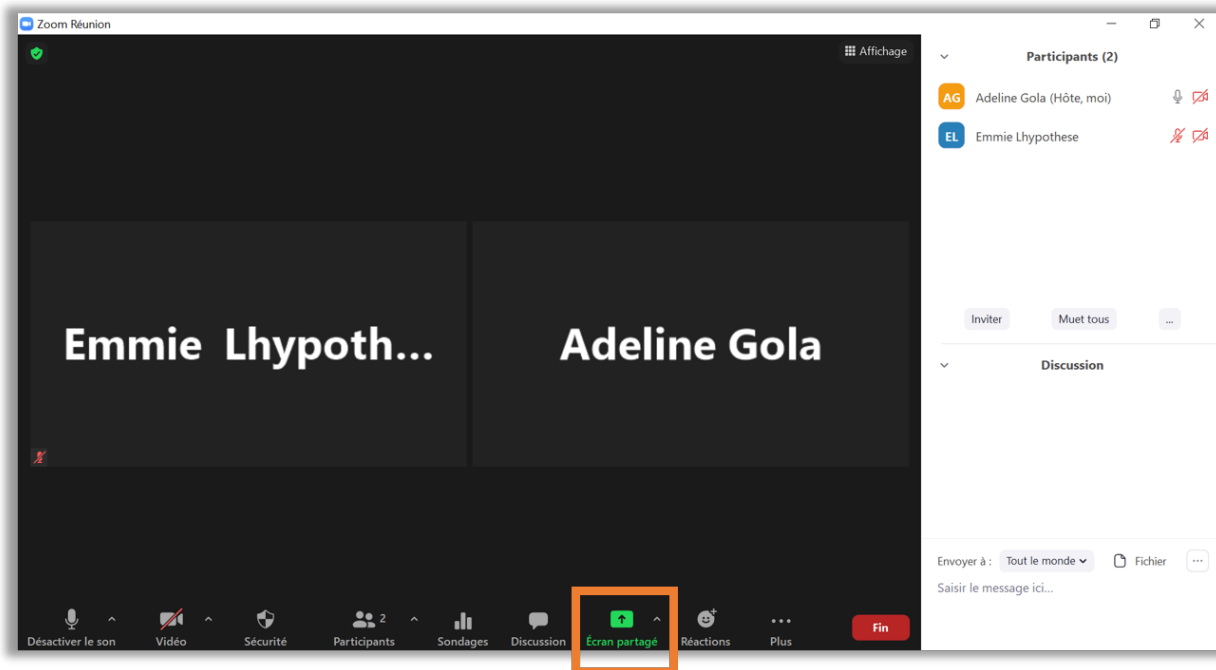 Zoom Réunion
Affichage
Participants (2)
AG Adeline Gola (Hôte, moi)
EL Emmie Lhypothese
Emmie Lhypoth...
Adeline Gola
Inviter Muet tous ...
Discussion
Envoyer à : Tout le monde Fichier ...
Saisir le message ici...
2
Désactiver le son Vidéo Sécurité Participants Sondages Discussion Écran partagé Réactions Plus
Fin